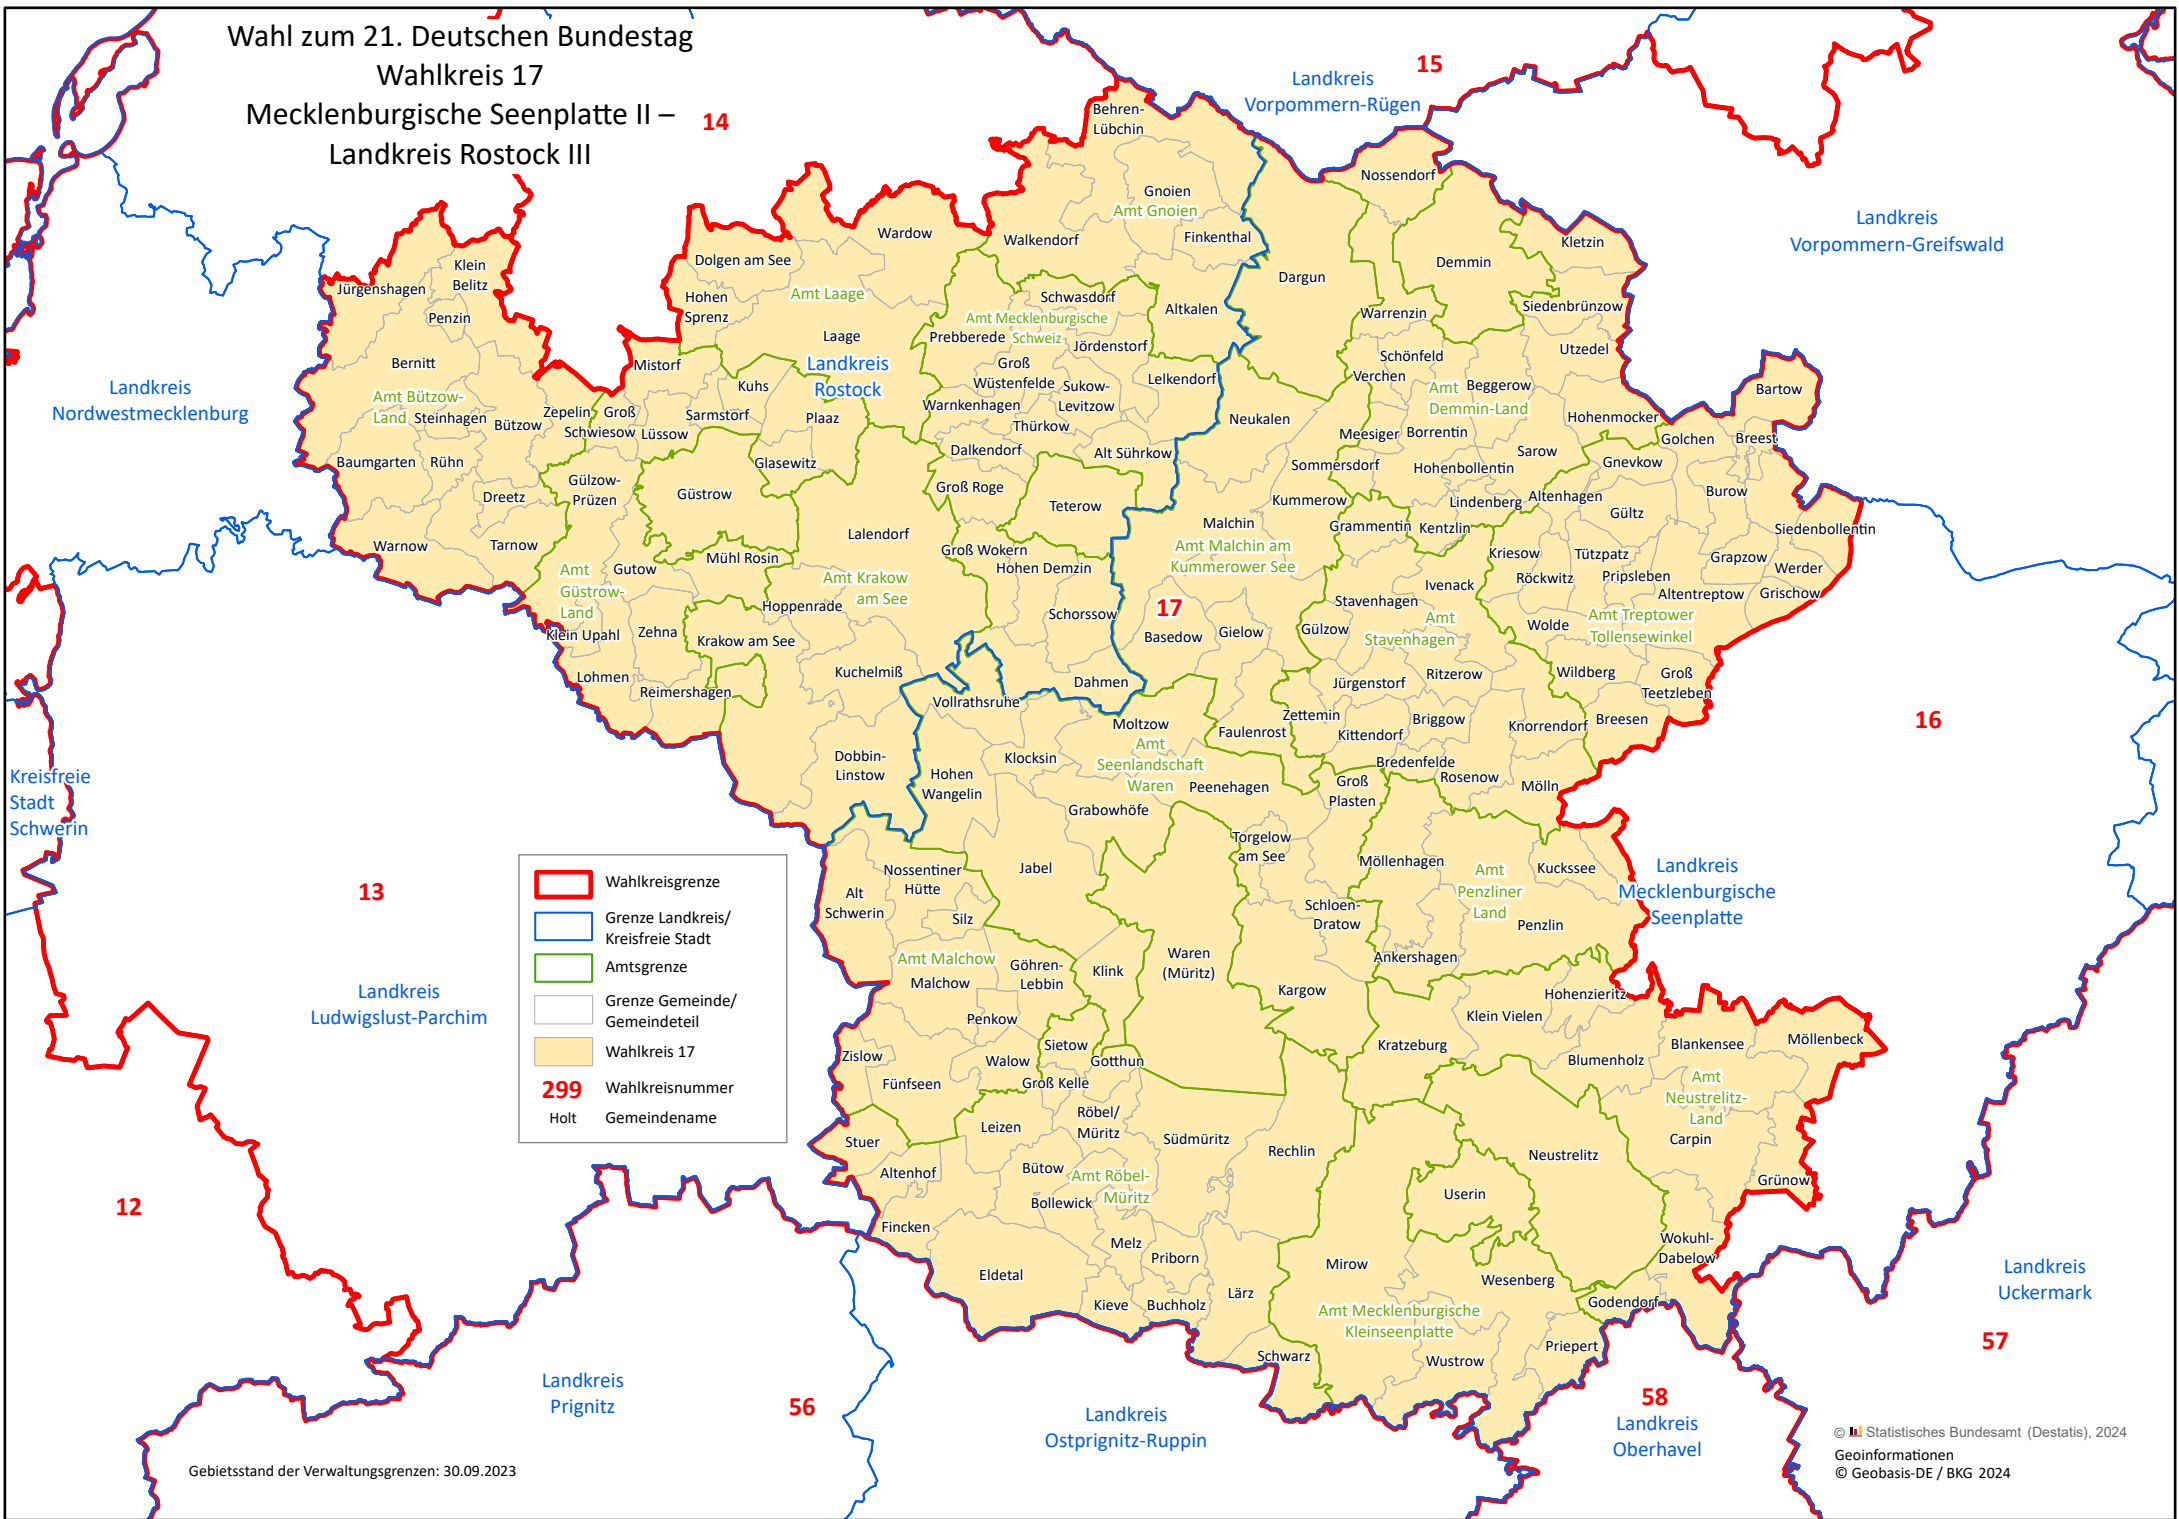 Wahl zum 21. Deutschen Bundestag
Wahlkreis 17
Mecklenburgische Seenplatte II –
Landkreis Rostock III
14
15
Landkreis
Vorpommern-Rügen
Landkreis
Vorpommern-Greifswald
Landkreis
Nordwestmecklenburg
Landkreis
Rostock
Kreisfreie
Stadt
Schwerin
13
Landkreis
Ludwigslust-Parchim
12
Landkreis
Prignitz
56
Landkreis
Ostprignitz-Ruppin
58
Landkreis
Oberhavel
57
Landkreis
Uckermark
16
Landkreis
Mecklenburgische
Seenplatte
17
Behren-
Lübchin
Gnoien
Amt Gnoien
Finkenthal
Walkendorf
Wardow
Dolgen am See
Hohen
Sprenz
Amt Laage
Laage
Jürgenshagen
Klein
Belitz
Penzin
Bernitt
Amt Bützow-
Land
Steinhagen
Bützow
Zepelin
Baumgarten
Rühn
Dreetz
Warnow
Tarnow
Mistorf
Kuhs
Sarmstorf
Groß
Schwiesow
Lüssow
Plaaz
Glasewitz
Gülzow-
Prüzen
Güstrow
Mühl Rosin
Gutow
Amt
Güstrow-
Land
Klein Upahl
Zehna
Lohmen
Reimershagen
Lalendorf
Amt Krakow
am See
Hoppenrade
Krakow am See
Kuchelmiß
Dobbin-
Linstow
Schwasdorf
Altkalen
Amt Mecklenburgische
Schweiz
Prebberede
Jördenstorf
Groß
Wüstenfelde
Sukow-
Levitzow
Lelkendorf
Warnkenhagen
Thürkow
Dalkendorf
Alt Sührkow
Groß Roge
Teterow
Groß Wokern
Hohen Demzin
Schorssow
Dahmen
Nossendorf
Kletzin
Demmin
Dargun
Siedenbrünzow
Warrenzin
Utzedel
Schönfeld
Verchen
Beggerow
Amt
Demmin-Land
Hohenmocker
Meesiger
Borrentin
Sarow
Sommersdorf
Hohenbollentin
Lindenberg
Kentzlin
Neukalen
Kummerow
Malchin
Amt Malchin am
Kummerower See
Basedow
Gielow
Faulenrost
Grammentin
Ivenack
Stavenhagen
Gülzow
Amt
Stavenhagen
Ritzerow
Jürgenstorf
Zettemin
Kittendorf
Briggow
Bredenfelde
Rosenow
Knorrendorf
Mölln
Bartow
Golchen
Breest
Gnevkow
Burow
Altenhagen
Gültz
Siedenbollentin
Kriesow
Tützpatz
Grapzow
Werder
Röckwitz
Pripsleben
Altentreptow
Grischow
Wolde
Amt Treptower
Tollensewinkel
Wildberg
Groß
Teetzleben
Breesen
Vollrathsruhe
Moltzow
Klocksin
Amt
Seenlandschaft
Waren
Hohen
Wangelin
Peenehagen
Grabowhöfe
Groß
Plasten
Torgelow
am See
Jabel
Schloen-
Dratow
Klink
Waren
(Müritz)
Kargow
Möllenhagen
Amt
Penzliner
Land
Kuckssee
Penzlin
Ankershagen
Nossentiner
Hütte
Alt
Schwerin
Silz
Amt Malchow
Malchow
Göhren-
Lebbin
Penkow
Zislow
Walow
Fünfseen
Stuer
Sietow
Gotthun
Groß Kelle
Röbel/
Müritz
Leizen
Südmüritz
Rechlin
Altenhof
Bütow
Amt Röbel-
Müritz
Bollewick
Fincken
Melz
Priborn
Eldetal
Kieve
Buchholz
Lärz
Schwarz
Hohenzieritz
Klein Vielen
Kratzeburg
Blumenholz
Blankensee
Möllenbeck
Amt
Neustrelitz-
Land
Carpin
Grünow
Wokuhl-
Dabelow
Godendorf
Neustrelitz
Userin
Mirow
Wesenberg
Amt Mecklenburgische
Kleinseenplatte
Priepert
Wustrow
Wahlkreisgrenze
Grenze Landkreis/
Kreisfreie Stadt
Amtsgrenze
Grenze Gemeinde/
Gemeindeteil
Wahlkreis 17
299 Wahlkreisnummer
Holt Gemeindename
Gebietsstand der Verwaltungsgrenzen: 30.09.2023
© Statistisches Bundesamt (Destatis), 2024
Geoinformationen
© Geobasis-DE / BKG 2024